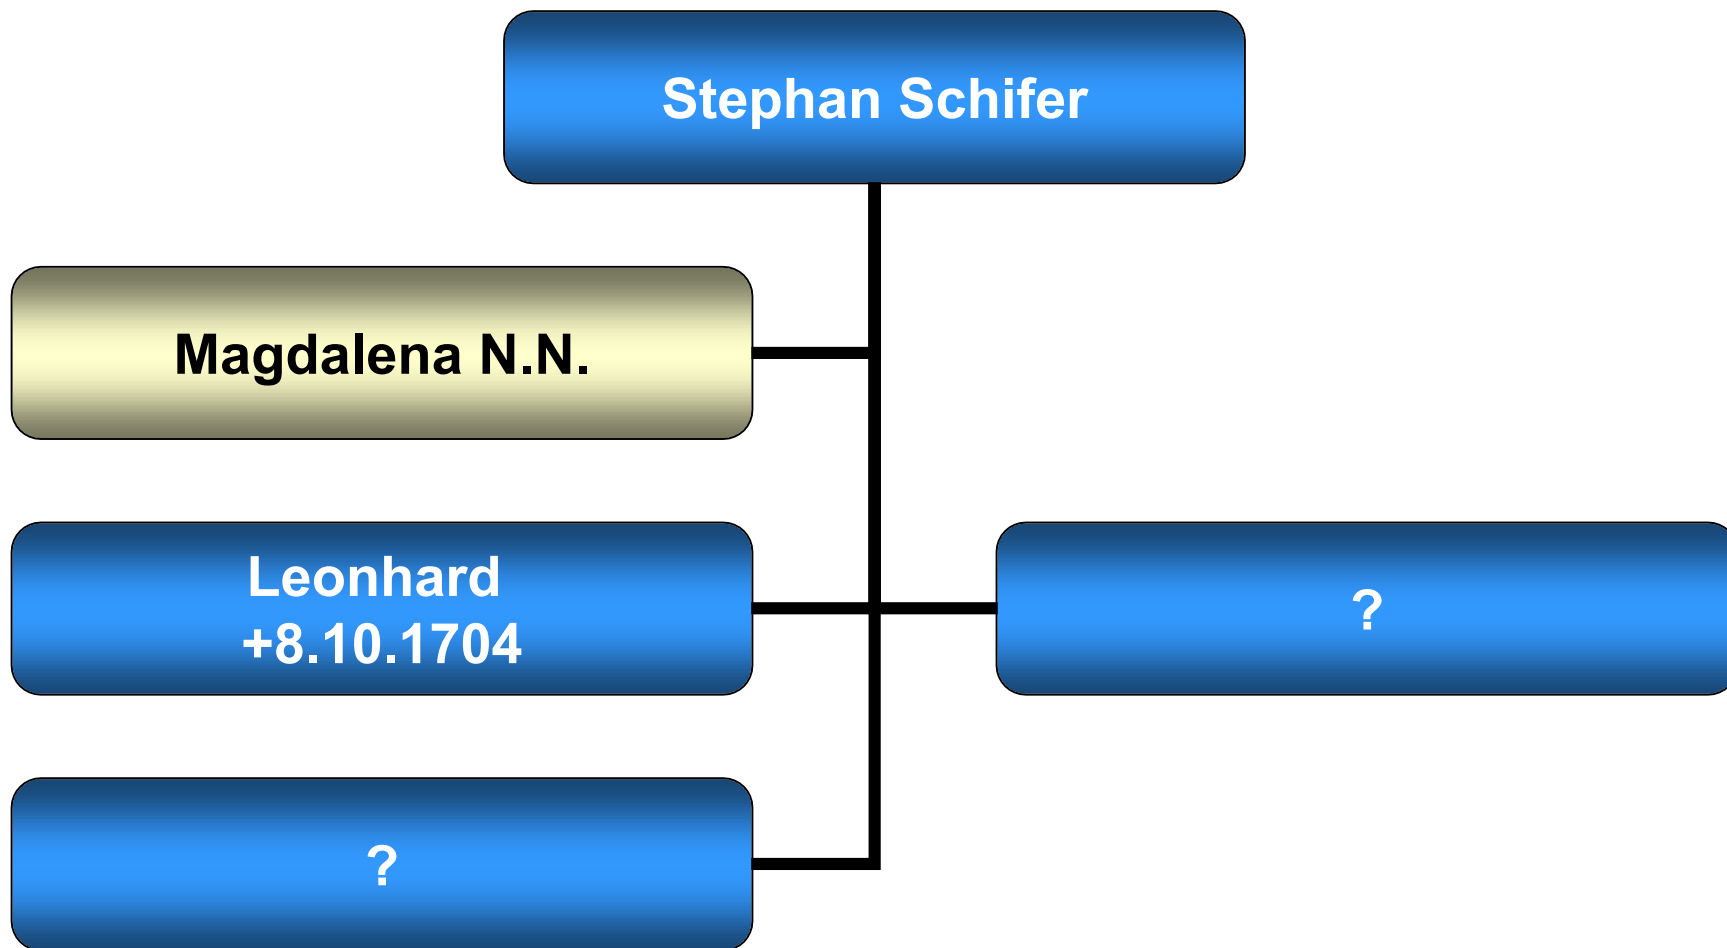 Stephan Schifer
Magdalena N.N.
Leonhard
+8.10.1704
?
?